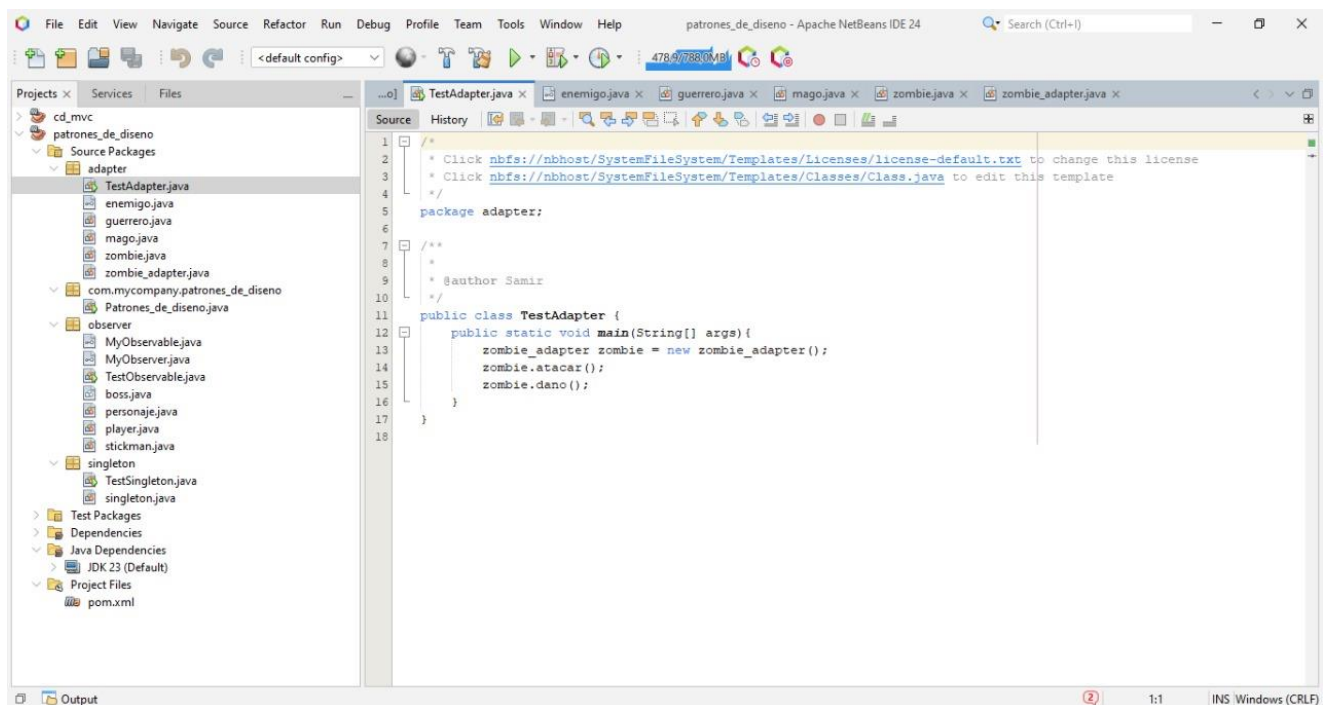 File Edit View Navigate Source Refactor Run Debug Profile Team Tools Window Help patrones_de_diseno - Apache NetBeans IDE 24 Search (Ctrl+I)
<default config> 478,9/788,0MB
Projects Services Files
cd_mvc
patrones_de_diseno
Source Packages
adapter
TestAdapter.java
enemigo.java
guerrero.java
mago.java
zombie.java
zombie_adapter.java
com.mycompany.patrones_de_diseno
Patrones_de_diseno.java
observer
MyObservable.java
MyObserver.java
TestObservable.java
boss.java
personaje.java
player.java
stickman.java
singleton
TestSingleton.java
singleton.java
Test Packages
Dependencies
Java Dependencies
JDK 23 (Default)
Project Files
pom.xml
...o] TestAdapter.java enemigo.java guerrero.java mago.java zombie.java zombie_adapter.java
Source History
1 /*
2 * Click nbfs://nbhost/SystemFileSystem/Templates/Licenses/license-default.txt to change this license
3 * Click nbfs://nbhost/SystemFileSystem/Templates/Classes/Class.java to edit this template
4 */
5 package adapter;
6
7 /**
8 *
9 * @author Samir
10 */
11 public class TestAdapter {
12 public static void main(String[] args){
13 zombie_adapter zombie = new zombie_adapter();
14 zombie.atacar();
15 zombie.dano();
16 }
17 }
18
Output 2 1:1 INS Windows (CRLF)